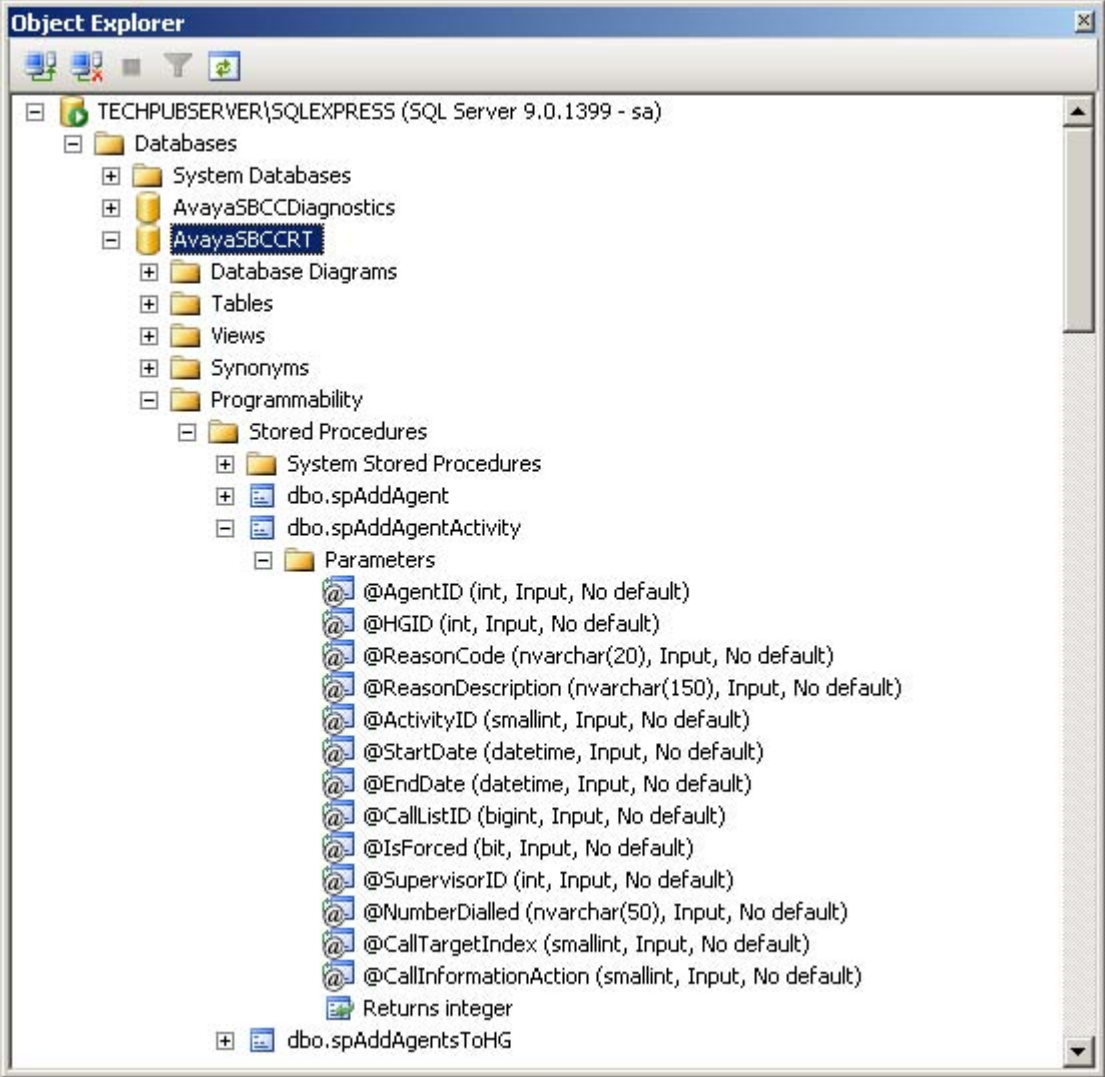 Object Explorer
TECHPUBSERVER\SQLEXPRESS (SQL Server 9.0.1399 - sa)
Databases
System Databases
AvayaSBCCDiagnostics
AvayaSBCCRT
Database Diagrams
Tables
Views
Synonyms
Programmability
Stored Procedures
System Stored Procedures
dbo.spAddAgent
dbo.spAddAgentActivity
Parameters
@AgentID (int, Input, No default)
@HGID (int, Input, No default)
@ReasonCode (nvarchar(20), Input, No default)
@ReasonDescription (nvarchar(150), Input, No default)
@ActivityID (smallint, Input, No default)
@StartDate (datetime, Input, No default)
@EndDate (datetime, Input, No default)
@CallListID (bigint, Input, No default)
@IsForced (bit, Input, No default)
@SupervisorID (int, Input, No default)
@NumberDialled (nvarchar(50), Input, No default)
@CallTargetIndex (smallint, Input, No default)
@CallInformationAction (smallint, Input, No default)
Returns integer
dbo.spAddAgentsToHG